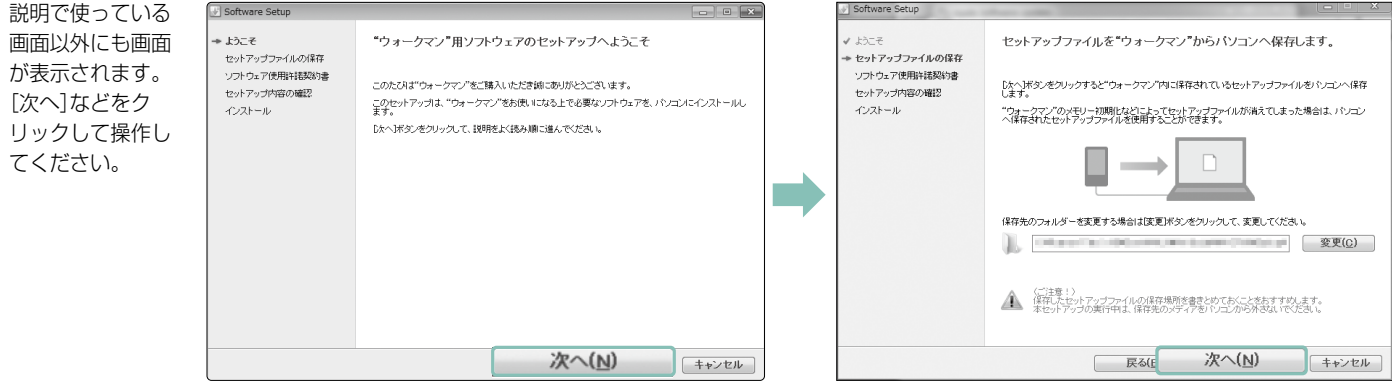 説明で使っている
画面以外にも画面
が表示されます。
[次へ]などをク
リックして操作し
てください。
Software Setup
ようこそ
セットアップファイルの保存
ソフトウェア使用許諾契約書
セットアップ内容の確認
インストール
“ウォークマン”用ソフトウェアのセットアップへようこそ
このたびは“ウォークマン”をご購入いただき誠にありがとうございます。
このセットアップは、“ウォークマン”をお使いになる上で必要なソフトウェアを、パソコンにインストールし
ます。
[次へ]ボタンをクリックして、説明をよく読み順に進んでください。
次へ(N)
キャンセル
Software Setup
ようこそ
セットアップファイルの保存
ソフトウェア使用許諾契約書
セットアップ内容の確認
インストール
セットアップファイルを“ウォークマン”からパソコンへ保存します。
[次へ]ボタンをクリックすると“ウォークマン”内に保存されているセットアップファイルをパソコンへ保存
します。
“ウォークマン”のメモリー初期化などによってセットアップファイルが消えてしまった場合は、パソコン
へ保存されたセットアップファイルを使用することができます。
保存先のフォルダーを変更する場合は[変更]ボタンをクリックして、変更してください。
変更(C)
(ご注意！)
保存したセットアップファイルの保存場所を書きとめておくことをおすすめします。
本セットアップの実行中は、保存先のメディアをパソコンから外さないでください。
戻る(
次へ(N)
キャンセル